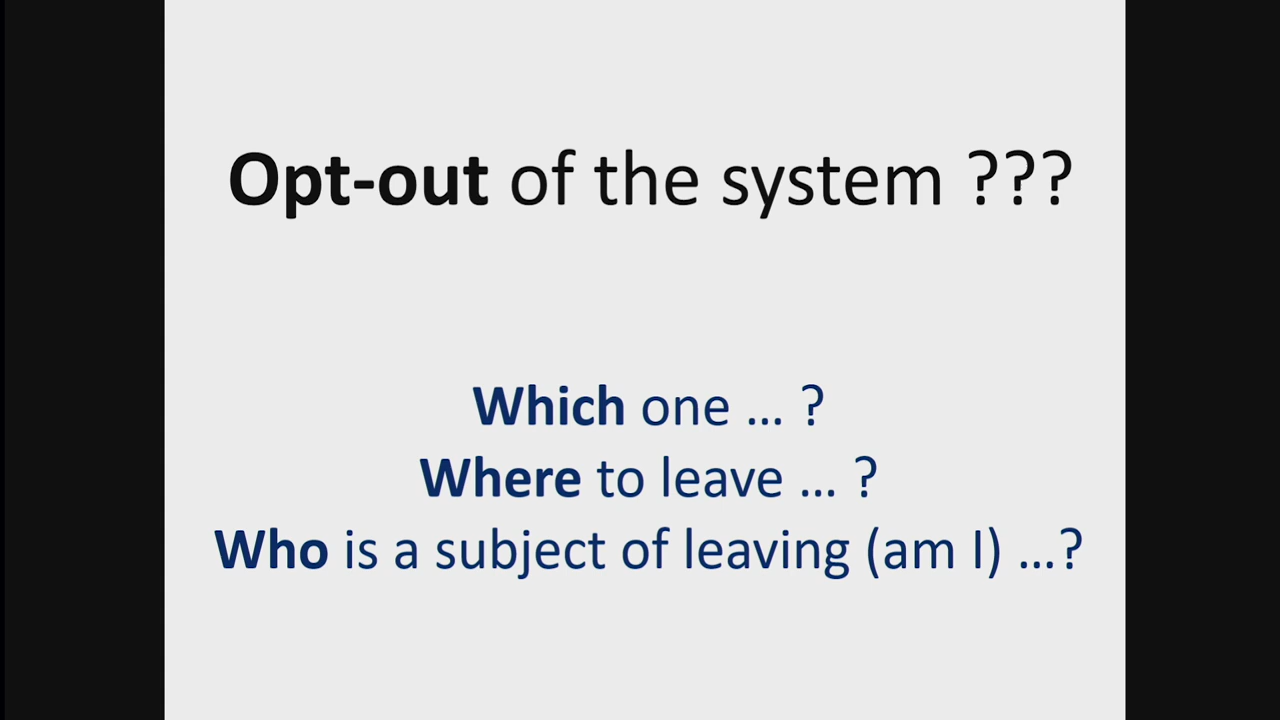 Opt-out of the system ???
Which one ... ?
Where to leave ... ?
Who is a subject of leaving (am I) ...?